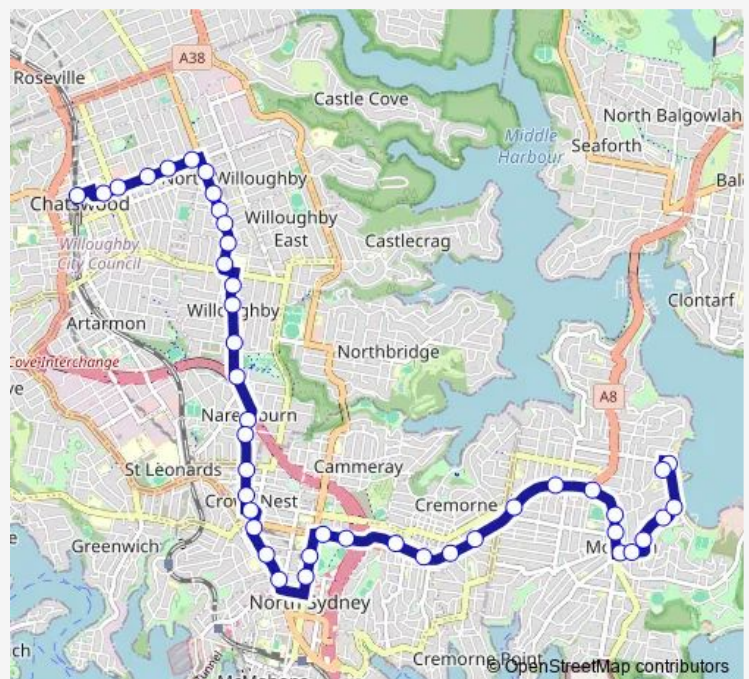 A38
Roseville
Castle Cove
North Balgowlah
Middle
Harbour
Seaforth
North Willoughby
Chatswood
Willoughby
East
Castlecrag
Willoughby
City Council
Clontarf
Willoughby
Artarmon
Northbridge
Cove Interchange
A8
Naremburn
St Leonards
Cammeray
Crows Nest
Cremorne
Greenwich
North Sydney
Cremorne Point
© OpenStreetMap contributors